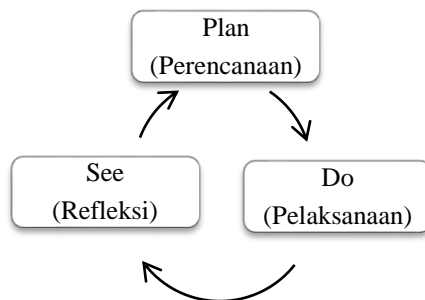 Plan
(Perencanaan)
See
(Refleksi)
Do
(Pelaksanaan)